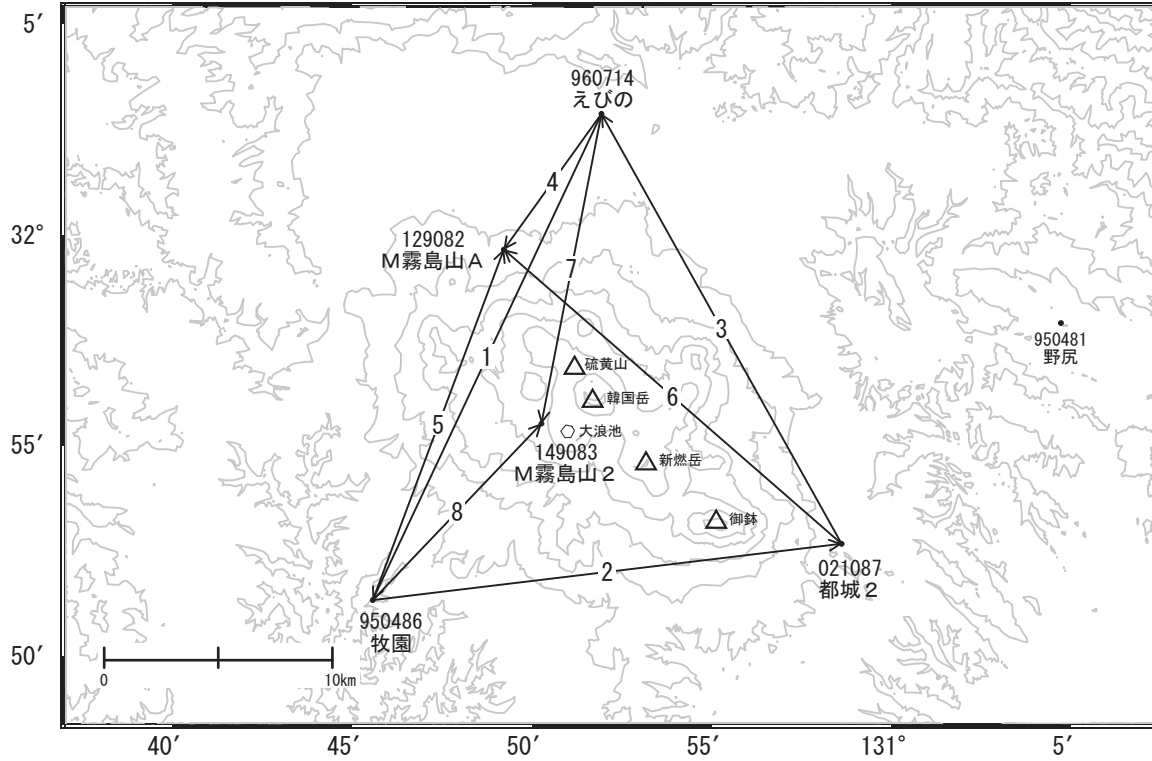 5′
960714
えびの
4
32°
129082
M霧島山A
7
3
950481
野尻
1
硫黄山
韓国岳
6
5
大浪池
55′
149083
M霧島山2
新燃岳
8
御鉢
2
021087
都城2
950486
牧園
50′
0
10km
40′
45′
50′
55′
131°
5′